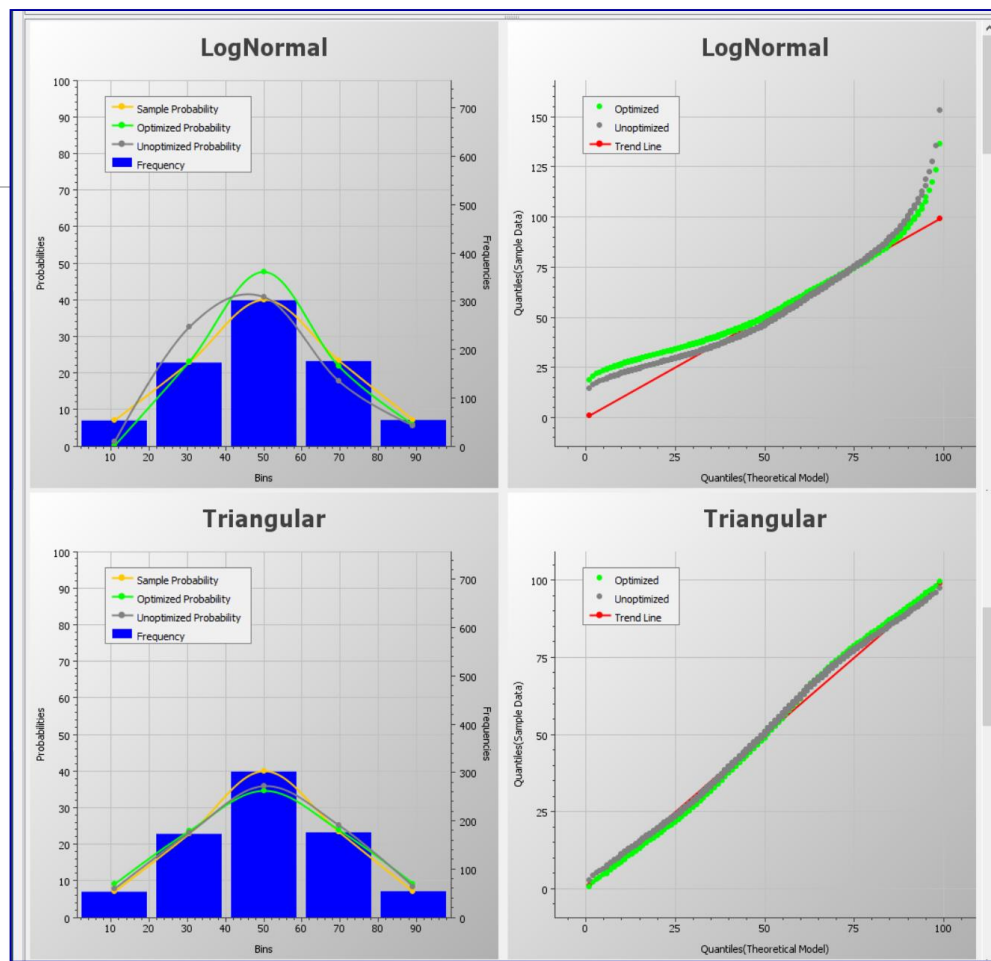 LogNormal
100
90
80
70
60
50
40
30
20
10
0
Probabilities
Sample Probability
Optimized Probability
Unoptimized Probability
Frequency
700
600
500
400
300
200
100
0
Frequencies
10 20 30 40 50 60 70 80 90
Bins
LogNormal
150
125
100
75
50
25
0
Quantiles(Sample Data)
Optimized
Unoptimized
Trend Line
0 25 50 75 100
Quantiles(Theoretical Model)
Triangular
100
90
80
70
60
50
40
30
20
10
0
Probabilities
Sample Probability
Optimized Probability
Unoptimized Probability
Frequency
700
600
500
400
300
200
100
0
Frequencies
10 20 30 40 50 60 70 80 90
Bins
Triangular
100
75
50
25
0
Quantiles(Sample Data)
Optimized
Unoptimized
Trend Line
0 25 50 75 100
Quantiles(Theoretical Model)